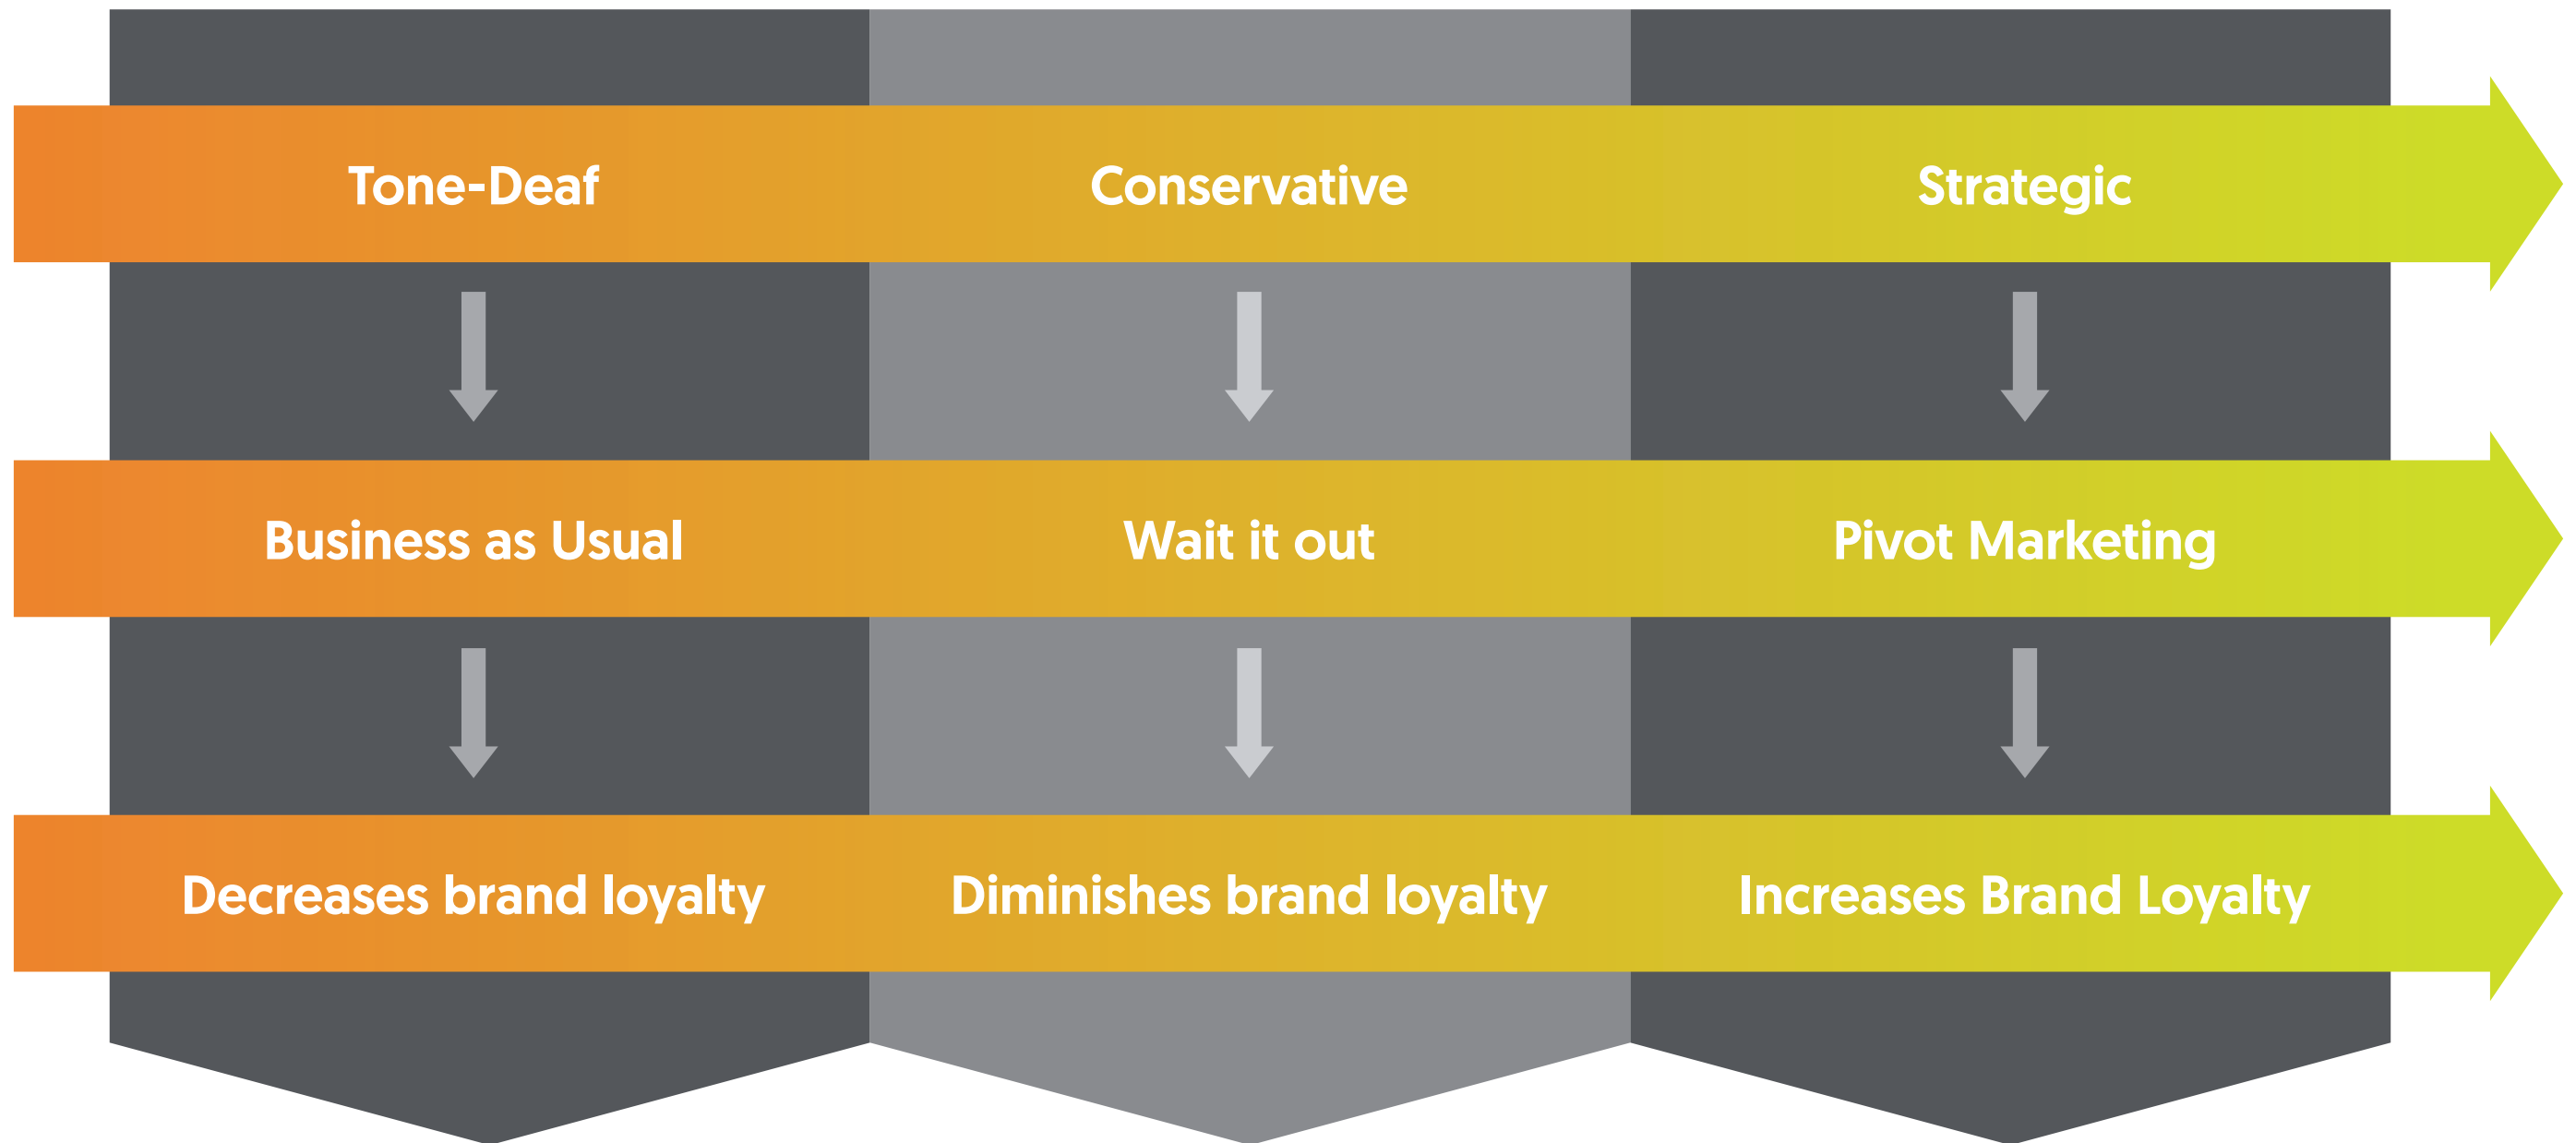 Tone-Deaf
Conservative
Strategic
Business as Usual
Wait it out
Pivot Marketing
Decreases brand loyalty
Diminishes brand loyalty
Increases Brand Loyalty